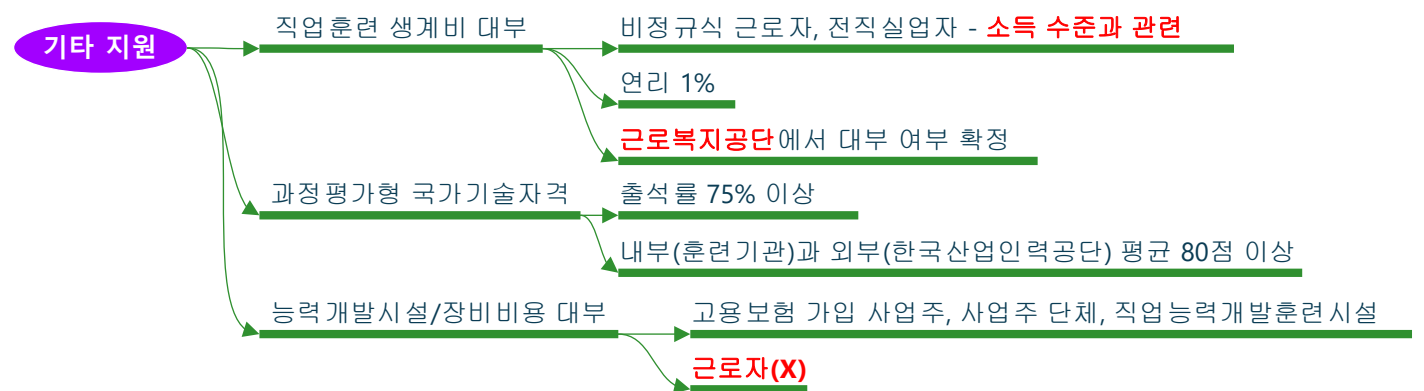 기타 지원
직업훈련 생계비 대부
비정규식 근로자, 전직실업자 - 소득 수준과 관련
연리 1%
근로복지공단에서 대부 여부 확정
과정평가형 국가기술자격
출석률 75% 이상
내부(훈련기관)과 외부(한국산업인력공단) 평균 80점 이상
능력개발시설/장비비용 대부
고용보험 가입 사업주, 사업주 단체, 직업능력개발훈련시설
근로자(X)